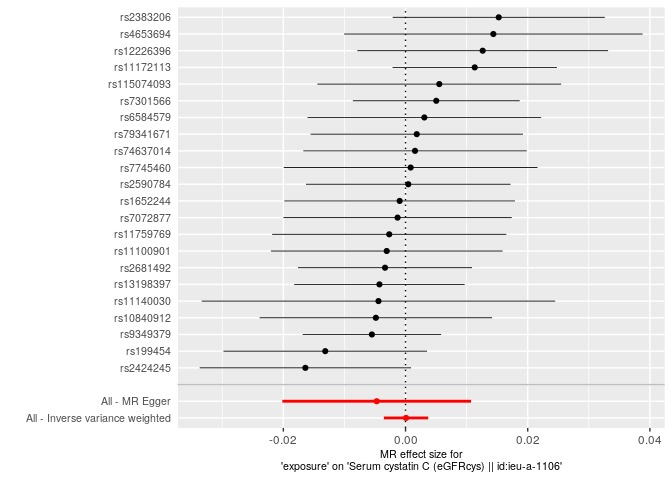 rs2383206
rs4653694
rs12226396
rs11172113
rs115074093
rs7301566
rs6584579
rs79341671
rs74637014
rs7745460
rs2590784
rs1652244
rs7072877
rs11759769
rs11100901
rs2681492
rs13198397
rs11140030
rs10840912
rs9349379
rs199454
rs2424245
All - MR Egger
All - Inverse variance weighted
-0.02 0.00 0.02 0.04
MR effect size for
'exposure' on 'Serum cystatin C (eGFRcys) || id:ieu-a-1106'